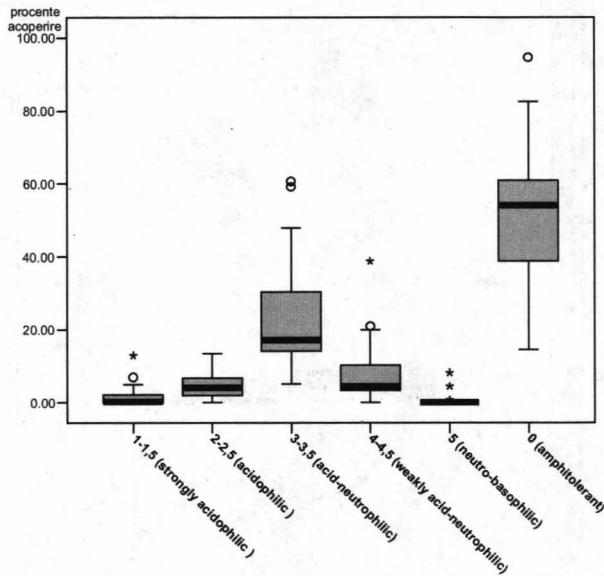 procente
acoperire
100.00
80.00
60.00
40.00
20.00
0.00
1-1,5 (strongly acidophilic )
2-2,5 (acidophilic )
3-3,5 (acid-neutrophilic)
4-4,5 (weakly acid-neutrophilic)
5 (neutro-basophilic)
0 (amphitolerant)